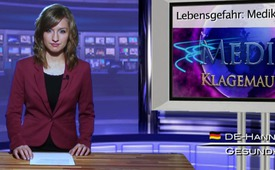 Lebensgefahr: Medik
MEDI
KLAGEMAU
DE-HANN
GESUND